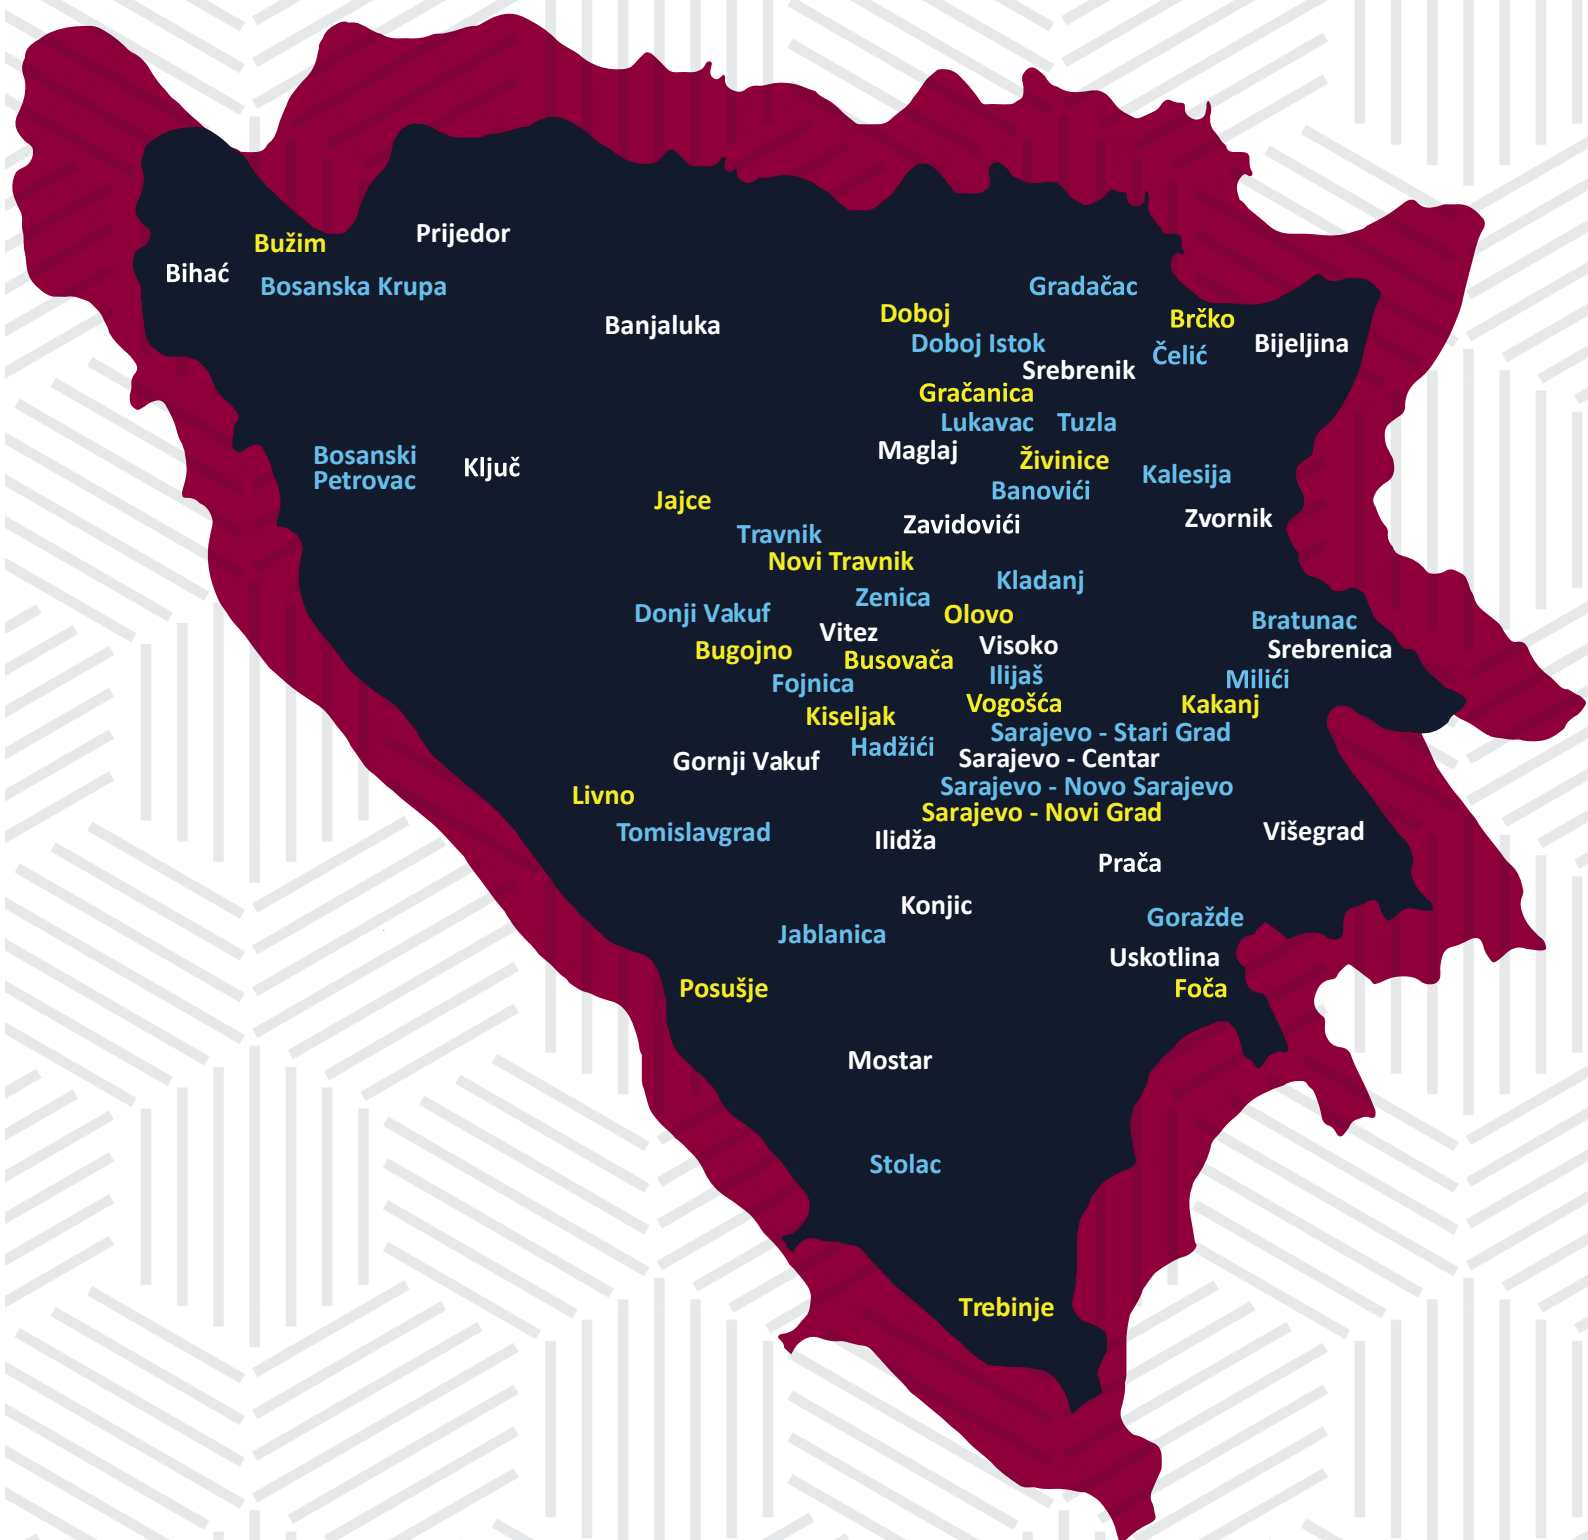 Prijedor
Bužim
Bihać
Bosanska Krupa
Gradačac
Doboj
Brčko
Banjaluka
Doboj Istok
Bijeljina
Čelić
Srebrenik
Gračanica
Lukavac
Tuzla
Maglaj
Bosanski
Petrovac
Ključ
Živinice
Kalesija
Banovići
Jajce
Zvornik
Zavidovići
Travnik
Novi Travnik
Kladanj
Zenica
Donji Vakuf
Olovo
Bratunac
Vitez
Visoko
Srebrenica
Bugojno
Busovača
Ilijaš
Milići
Fojnica
Vogošća
Kakanj
Kiseljak
Sarajevo - Stari Grad
Hadžići
Sarajevo - Centar
Gornji Vakuf
Sarajevo - Novo Sarajevo
Livno
Sarajevo - Novi Grad
Tomislavgrad
Višegrad
Ilidža
Prača
Konjic
Goražde
Jablanica
Uskotlina
Posušje
Foča
Mostar
Stolac
Trebinje